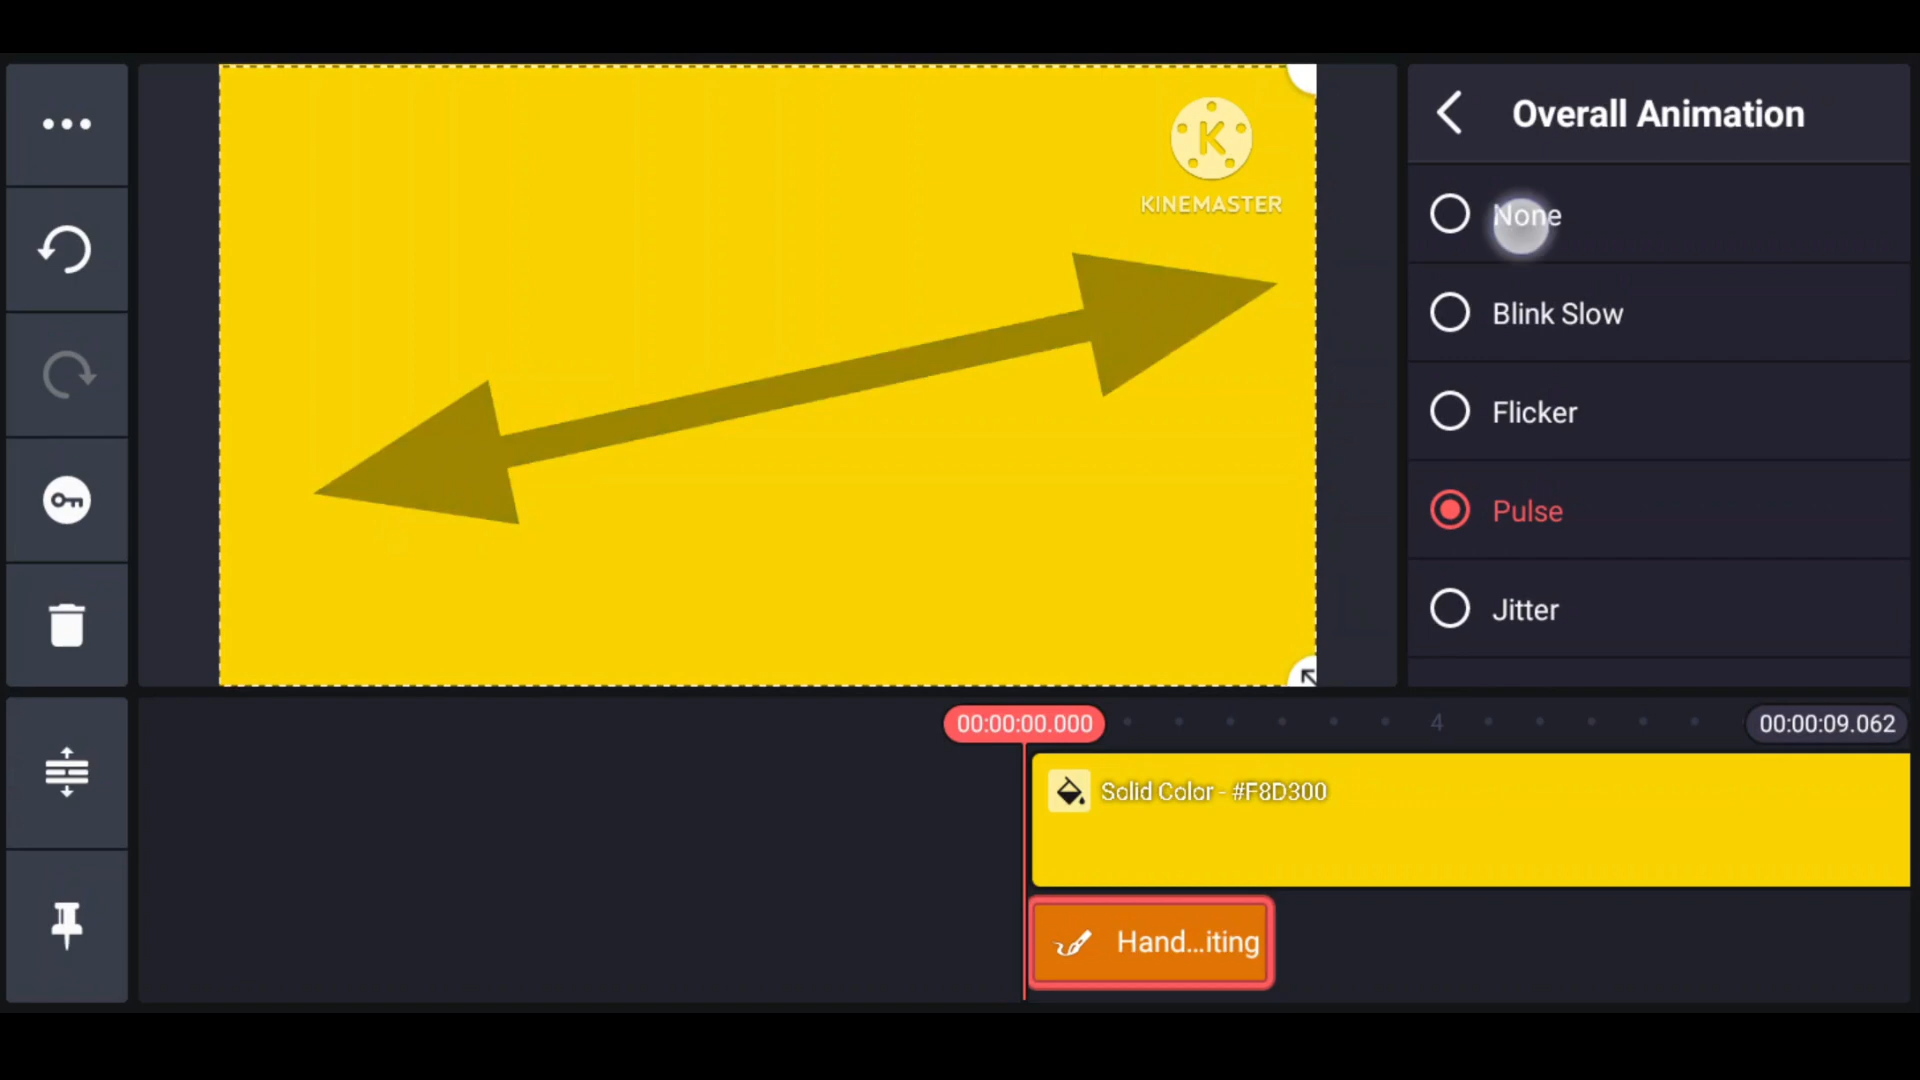 K
KINEMASTER
Overall Animation
None
Blink Slow
Flicker
Pulse
Jitter
00:00:00.000
4
00:00:09.062
Solid Color - #F8D300
Hand...iting